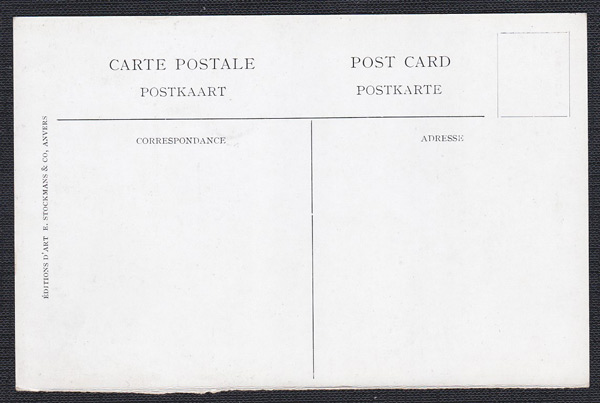 CARTE POSTALE
POSTKAART
POST CARD
POSTKARTE
CORRESPONDANCE
ADRESSE
ÉDITIONS D'ART E. STOCKMANS & CO, ANVERS